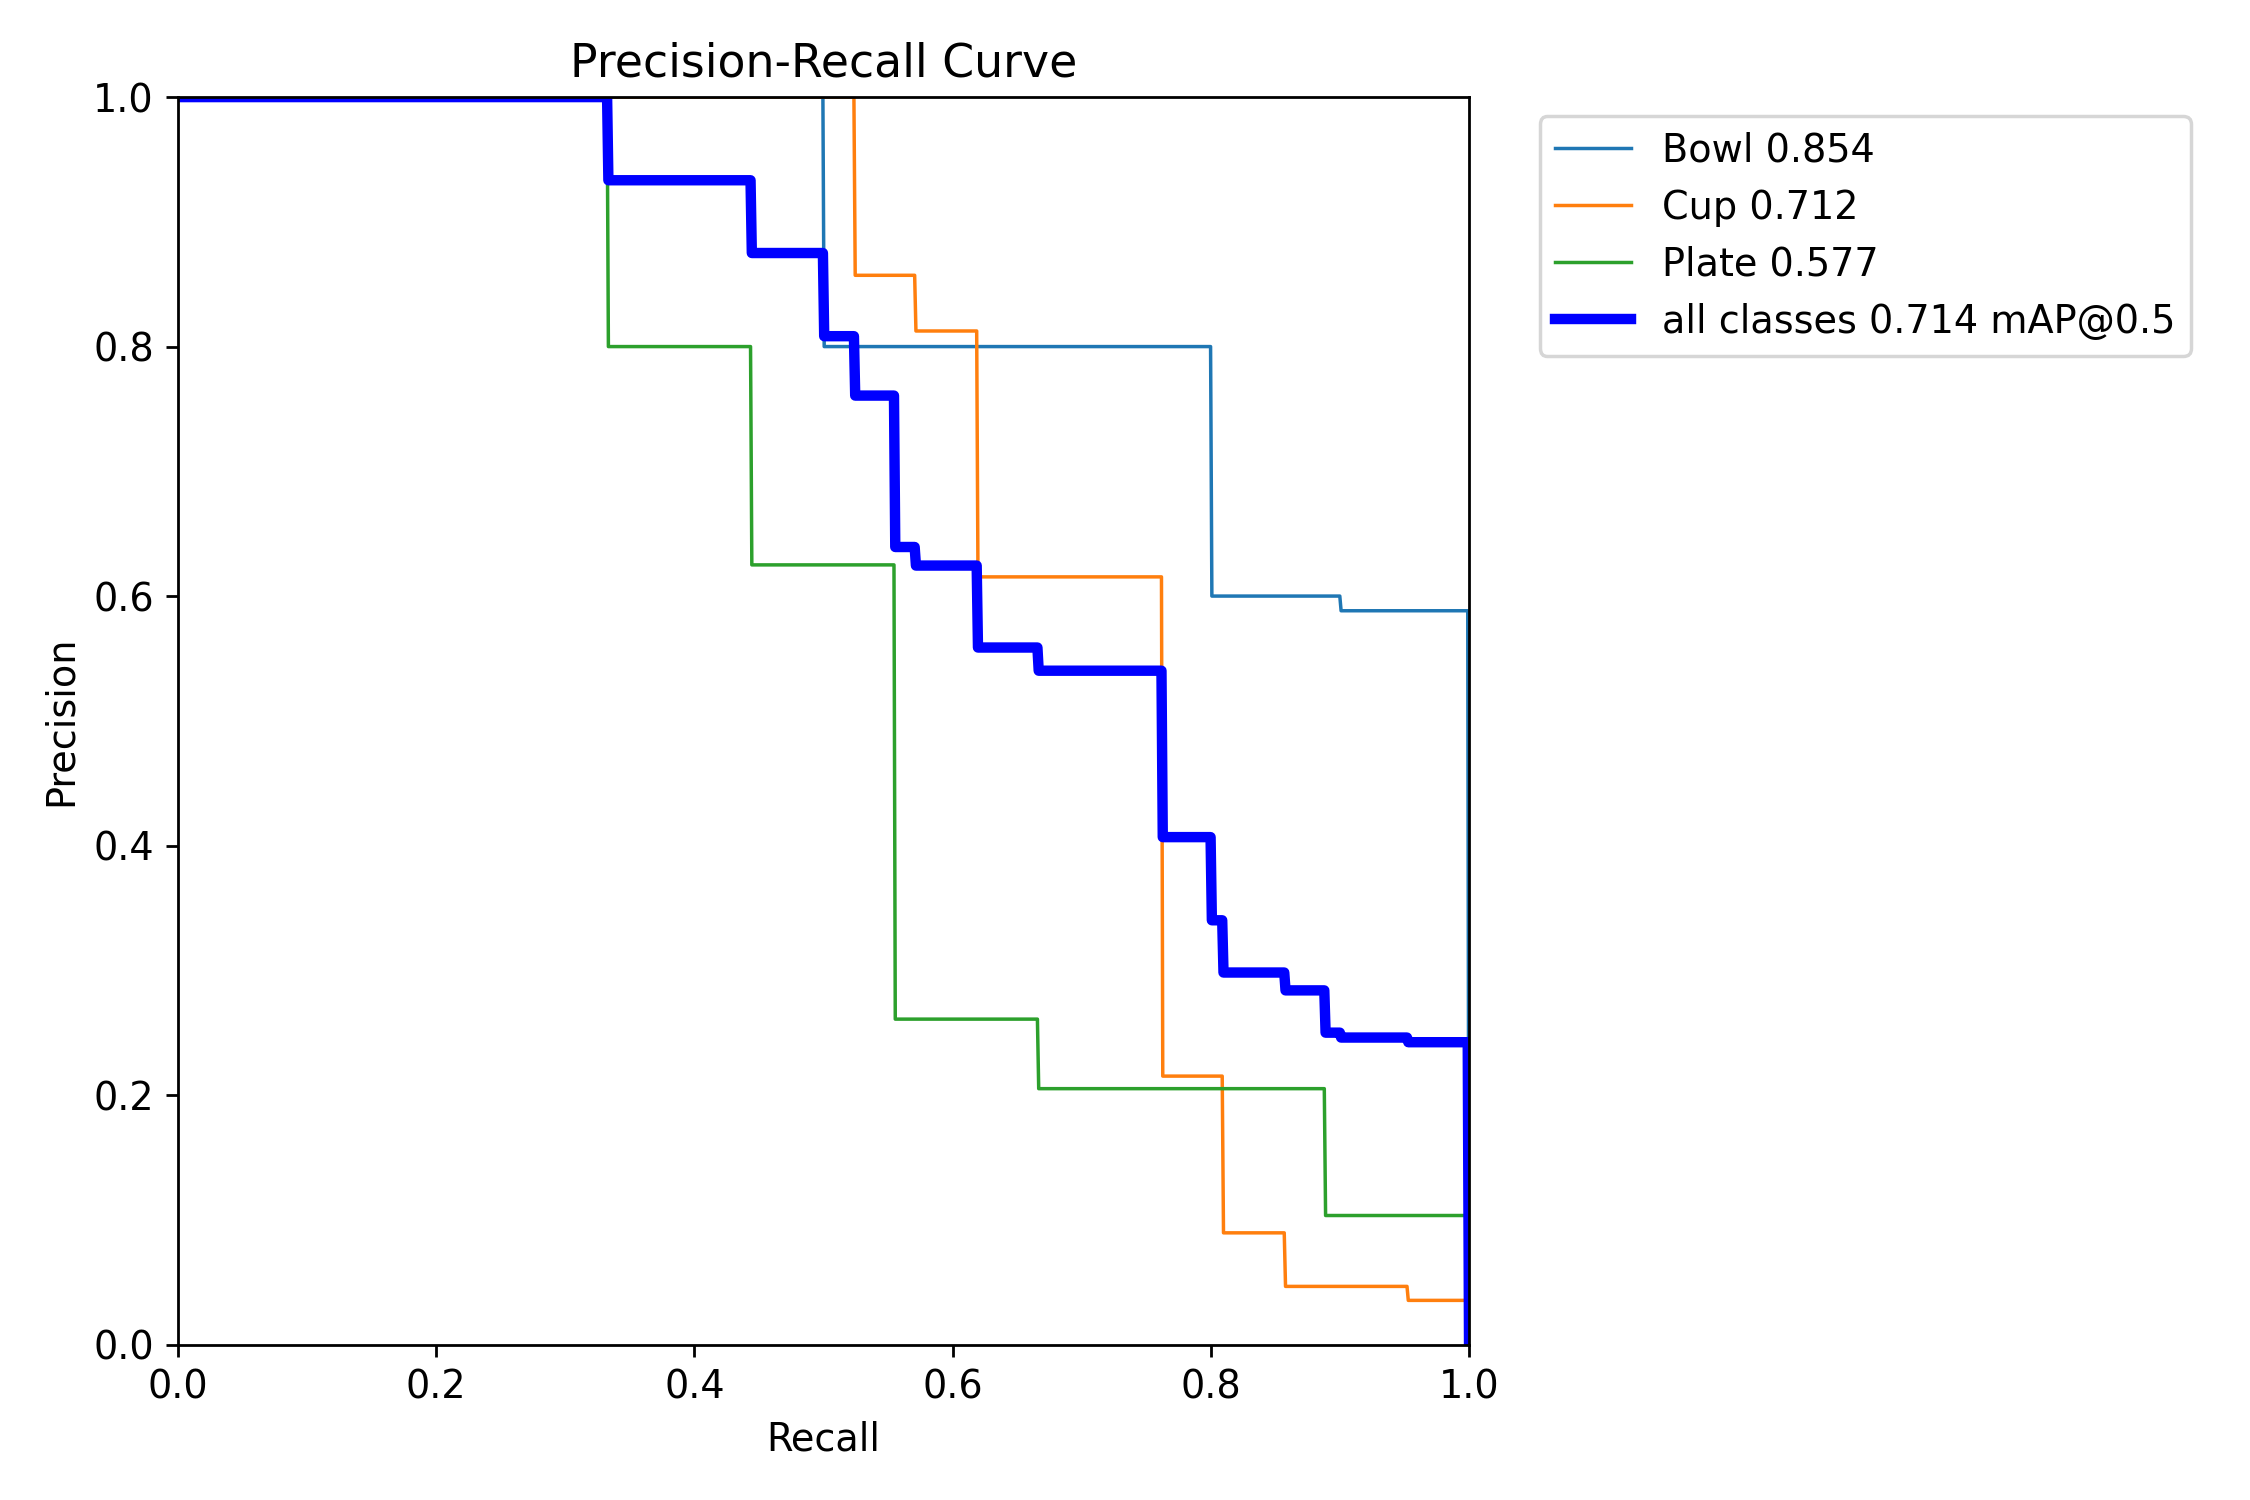 Precision-Recall Curve
1.0
0.8
0.6
0.4
0.2
0.0
Precision
0.0 0.2 0.4 0.6 0.8 1.0
Recall
Bowl 0.854
Cup 0.712
Plate 0.577
all classes 0.714 mAP@0.5